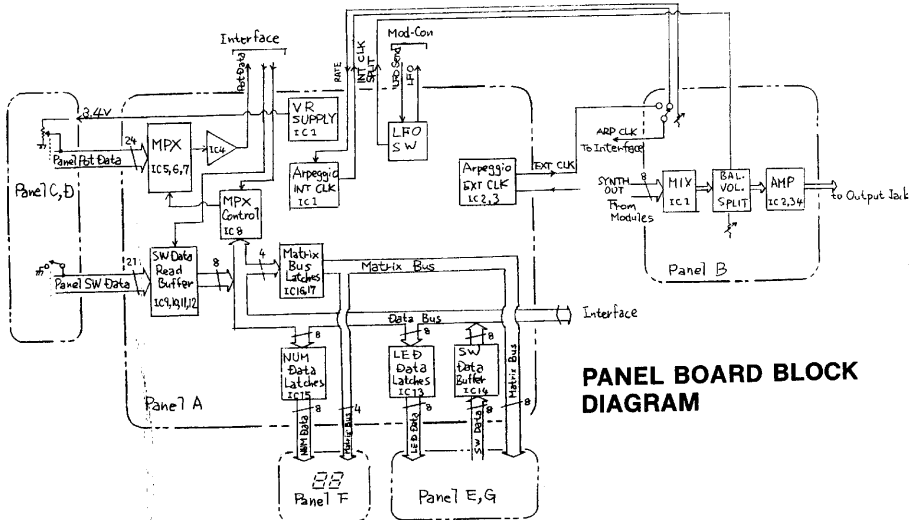 Interface
Mod-Con
Pot Data
RATE
INT CLK
SPLIT
LFO Send
LFO
3.4V
VR
SUPPLY
IC1
LFO
SW
24
MPX
IC5,6,7
IC4
Panel Pot Data
Panel C,D
Arpeggio
INT CLK
IC1
Arpeggio
EXT CLK
IC2,3
EXT CLK
ARP CLK
To Interface
SYNTH
OUT
8
From
Modules
MIX
IC1
BAL.
VOL.
SPLIT
AMP
IC2,34
to Output Jack
Panel B
MPX
Control
IC8
21
Panel SW Data
SW Data
Read
Buffer
IC9,10,11,12
8
4
Matrix
Bus
Latches
IC16,17
Matrix Bus
Data Bus
Interface
8
NUM
Data
Latches
IC15
8
LED
Data
Latches
IC13
8
SW
Data
Buffer
IC14
Matrix Bus
Panel A
8
NUM Data
4
Matrix Bus
8
LED Data
8
SW Data
8
88
Panel F
Panel E,G
PANEL BOARD BLOCK
DIAGRAM